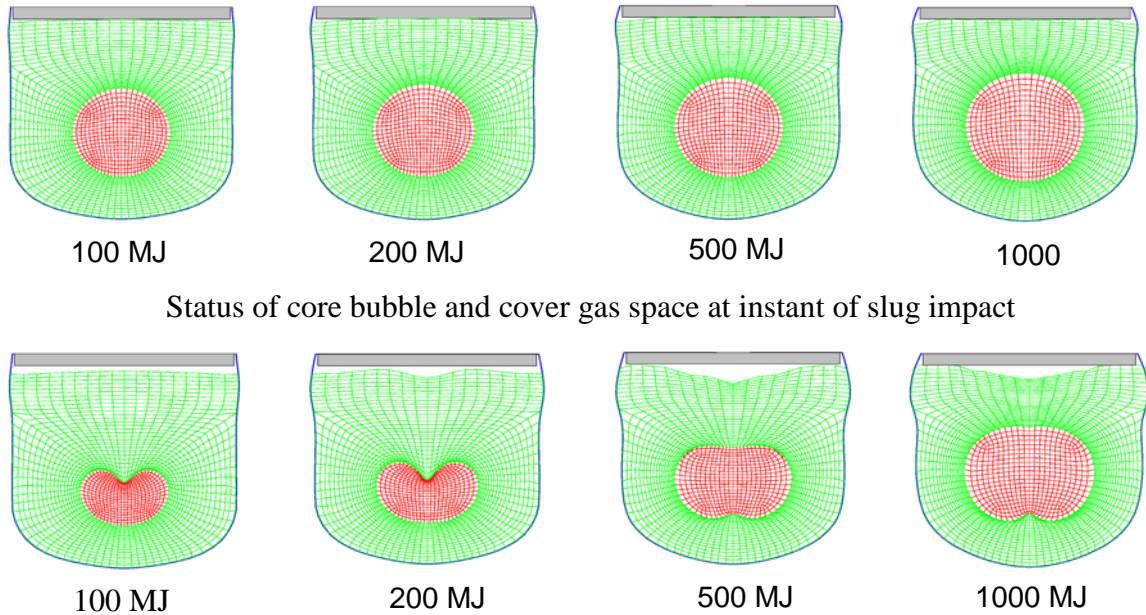 100 MJ 200 MJ 500 MJ 1000
Status of core bubble and cover gas space at instant of slug impact
100 MJ 200 MJ 500 MJ 1000 MJ